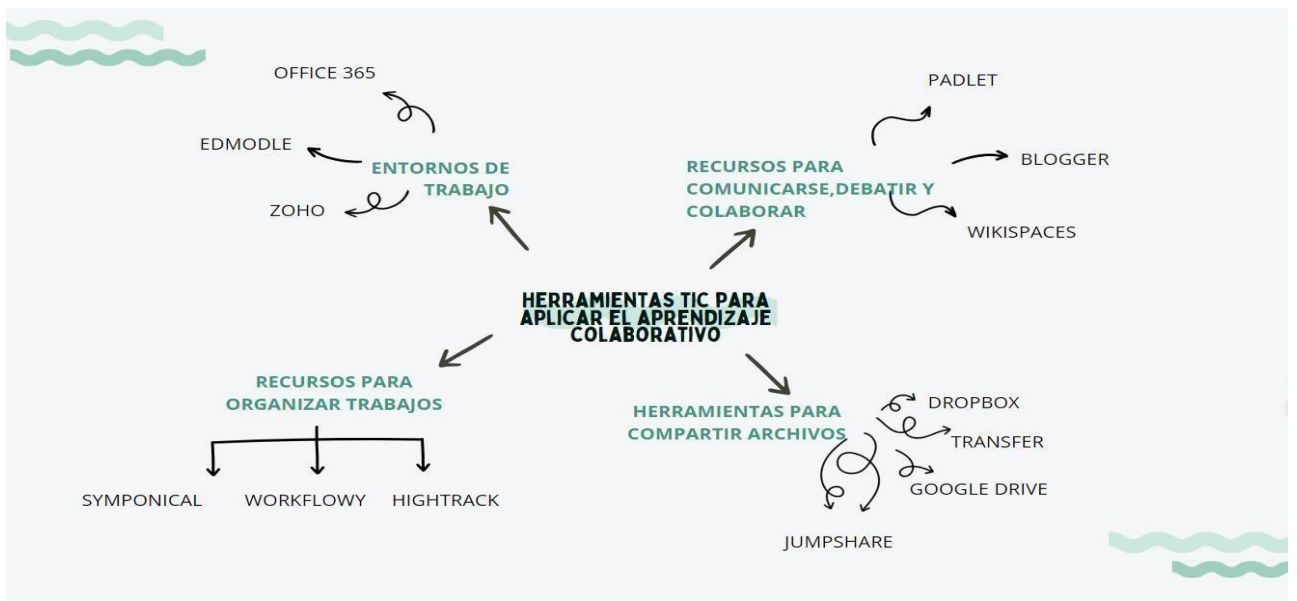 OFFICE 365
EDMODLE
ZOHO
ENTORNOS DE
TRABAJO
PADLET
BLOGGER
WIKISPACES
RECURSOS PARA
COMUNICARSE,DEBATIR Y
COLABORAR
HERRAMIENTAS TIC PARA
APLICAR EL APRENDIZAJE
COLABORATIVO
RECURSOS PARA
ORGANIZAR TRABAJOS
SYMPONICAL
WORKFLOWY
HIGHTRACK
HERRAMIENTAS PARA
COMPARTIR ARCHIVOS
DROPBOX
TRANSFER
GOOGLE DRIVE
JUMPSHARE